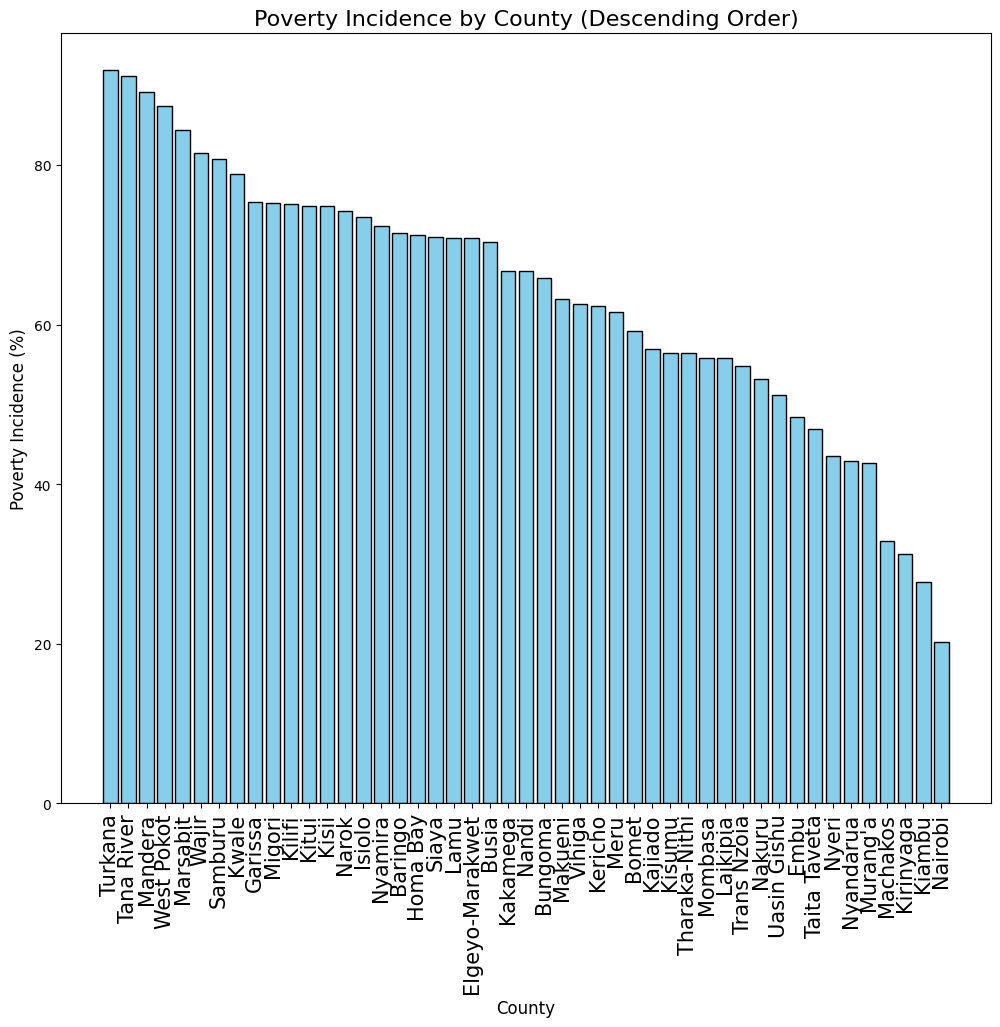 Poverty Incidence by County (Descending Order)
Poverty Incidence (%)
80
60
40
20
0
Turkana
Tana River
Mandera
West Pokot
Marsabit
Wajir
Samburu
Kwale
Garissa
Migori
Kilifi
Kitui
Kisii
Narok
Isiolo
Nyamira
Baringo
Homa Bay
Siaya
Lamu
Elgeyo-Marakwet
Busia
Kakamega
Nandi
Bungoma
Makueni
Vihiga
Kericho
Meru
Bomet
Kajiado
Kisumu
Tharaka-Nithi
Mombasa
Laikipia
Trans Nzoia
Nakuru
Uasin Gishu
Embu
Taita Taveta
Nyeri
Nyandarua
Murang'a
Machakos
Kirinyaga
Kiambu
Nairobi
County